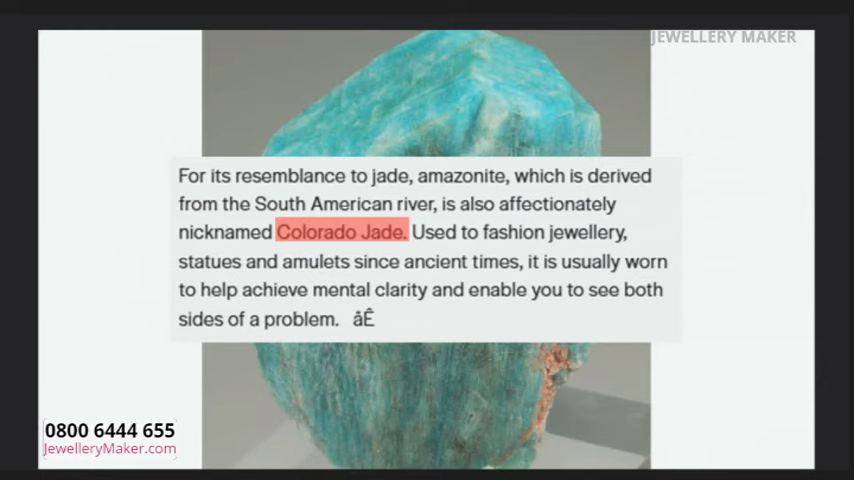 JEWELLERY MAKER
For its resemblance to jade, amazonite, which is derived
from the South American river, is also affectionately
nicknamed Colorado Jade. Used to fashion jewellery,
statues and amulets since ancient times, it is usually worn
to help achieve mental clarity and enable you to see both
sides of a problem. åÊ
0800 6444 655
JewelleryMaker.com